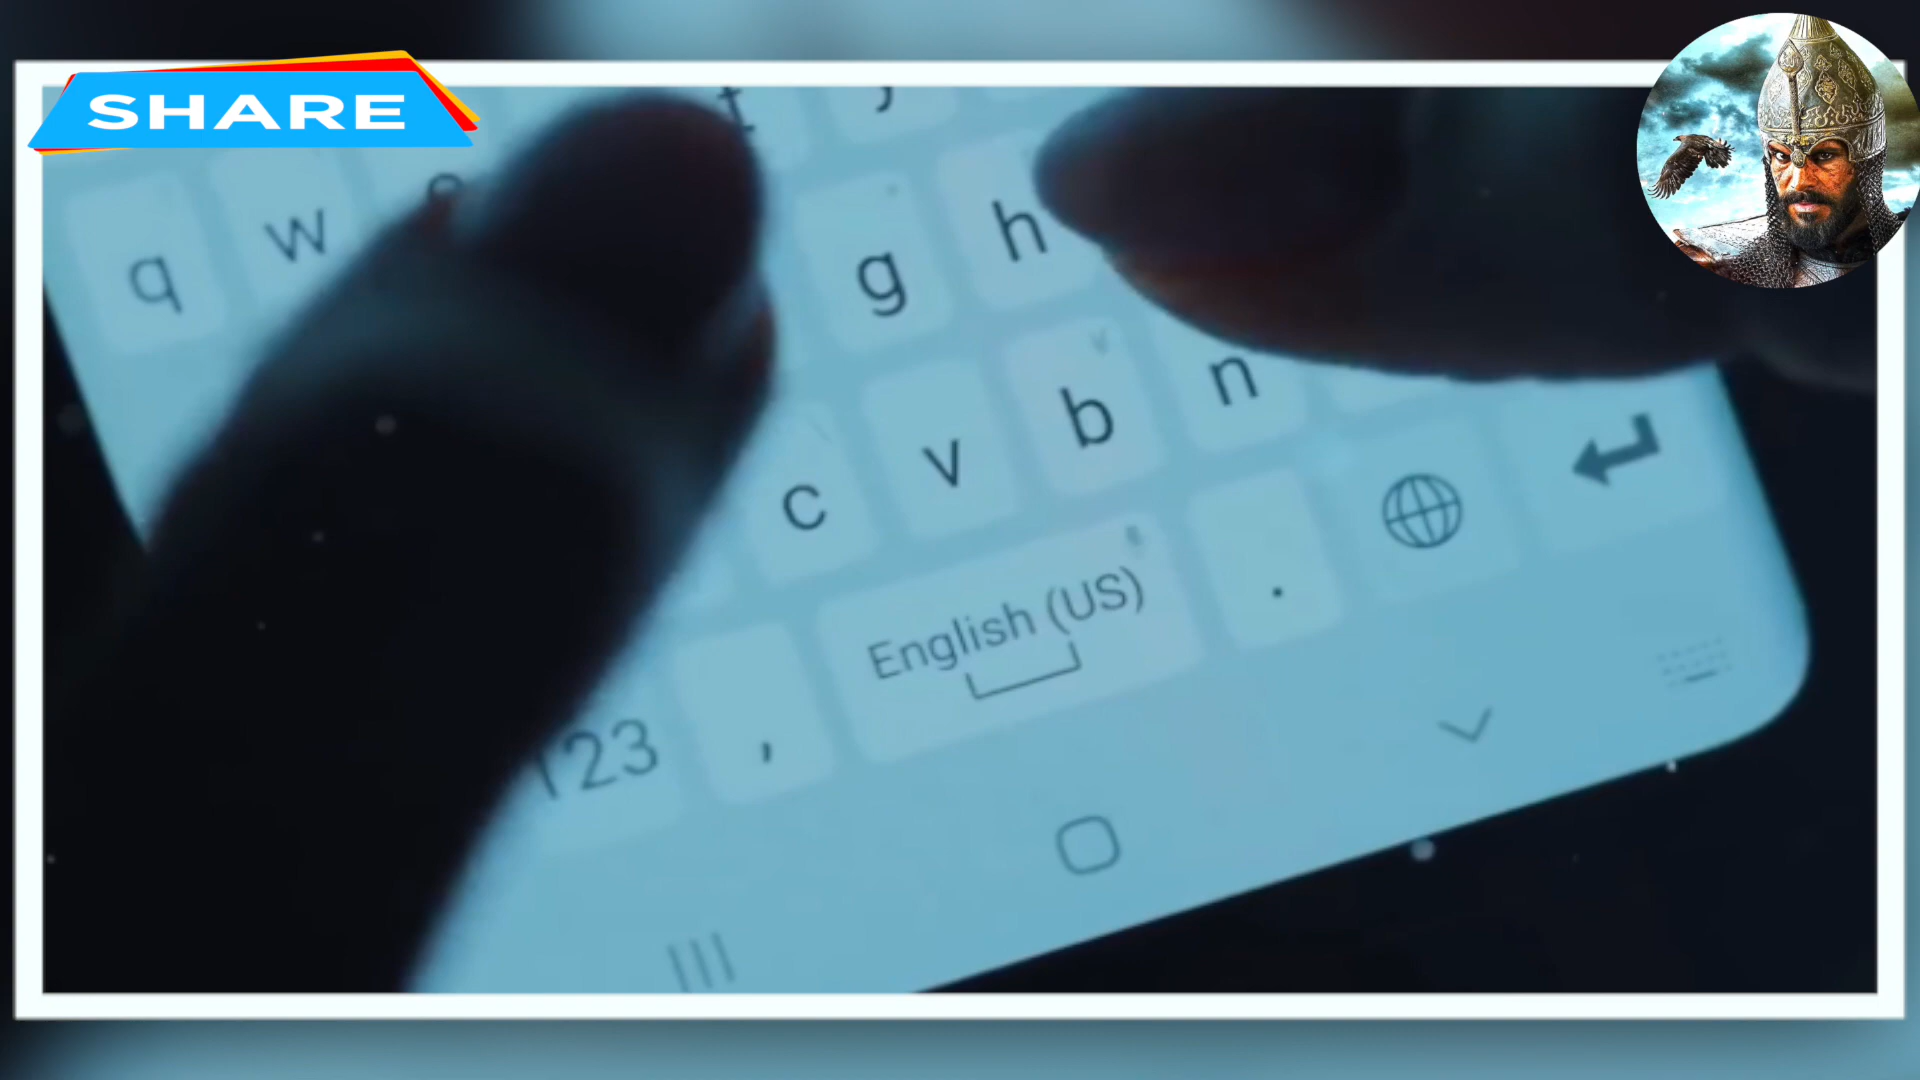 SHARE
t y
q w e
g h
c v b n
123 , English (US) .